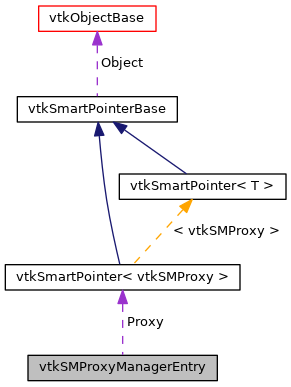 vtkObjectBase
Object
vtkSmartPointerBase
vtkSmartPointer< T >
< vtkSMProxy >
vtkSmartPointer< vtkSMProxy >
Proxy
vtkSMProxyManagerEntry